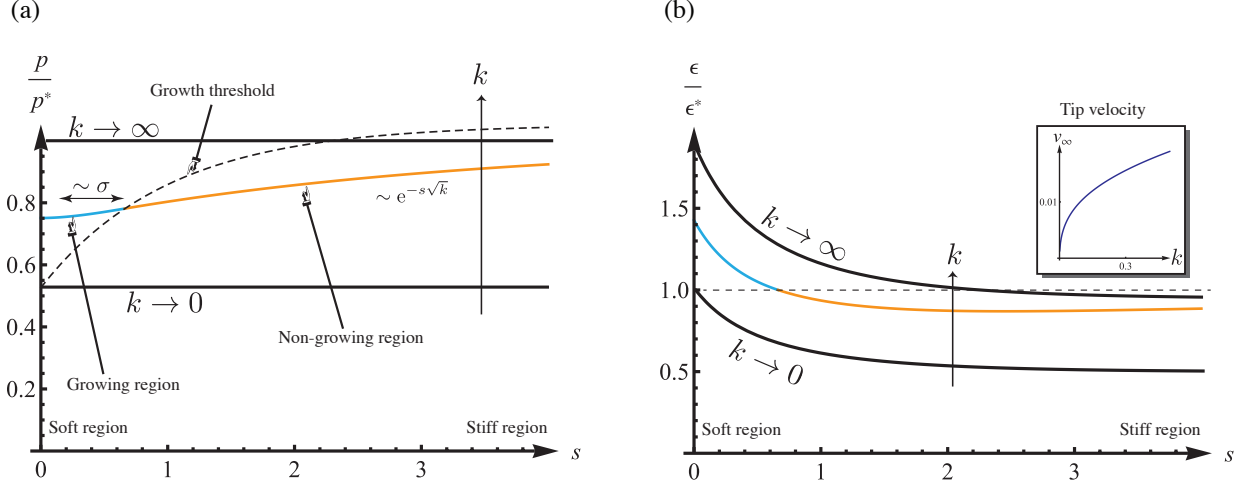 (a)
p
p*
Growth threshold
k
k → ∞
~ σ
~ e^{-s√k}
0.8
0.6
k → 0
0.4
Non-growing region
Growing region
0.2
Soft region
Stiff region
0
1
2
3
s
(b)
ϵ
ϵ*
Tip velocity
v∞
0.01
0.3
k
1.5
k → ∞
k
1.0
k → 0
0.5
Soft region
Stiff region
0.0
0
1
2
3
s